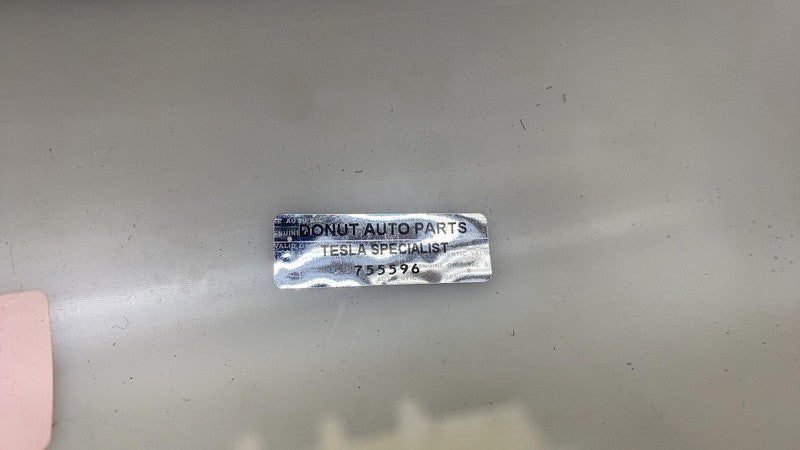 DONUT AUTO PARTS
TESLA SPECIALIST
755596